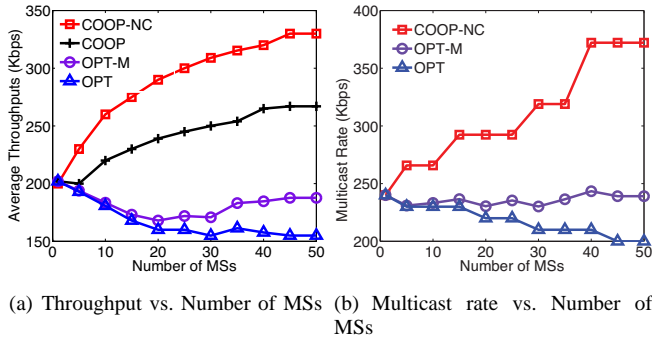 (a)
COOP-NC
COOP
OPT-M
OPT
350
300
250
200
150
0 10 20 30 40 50
Average Throughputs (Kbps)
Number of MSs
(b)
COOP-NC
OPT-M
OPT
400
350
300
250
200
0 10 20 30 40 50
Multicast Rate (Kbps)
Number of MSs
(a) Throughput vs. Number of MSs
(b) Multicast rate vs. Number of
MSs